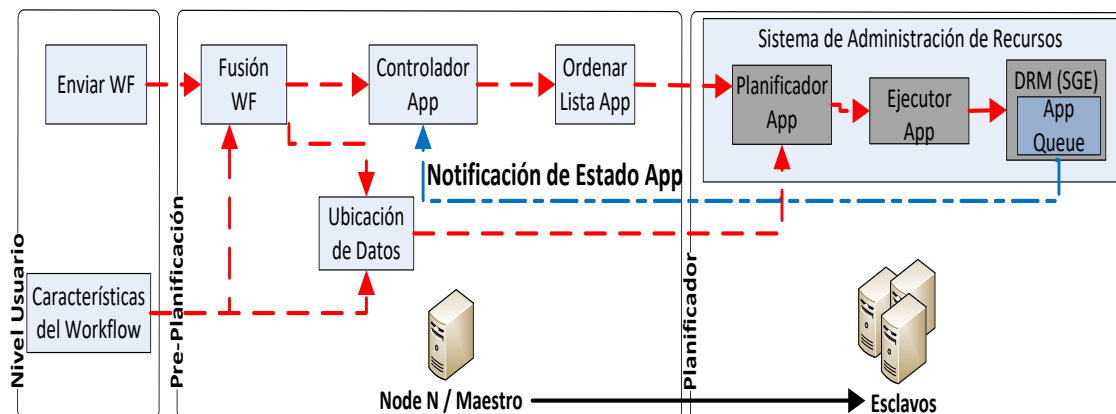 Nivel Usuario
Enviar WF
Características
del Workflow
Pre-Planificación
Fusión
WF
Controlador
App
Ordenar
Lista App
Notificación de Estado App
Ubicación
de Datos
Node N / Maestro
Planificador
Sistema de Administración de Recursos
Planificador
App
Ejecutor
App
DRM (SGE)
App
Queue
Esclavos